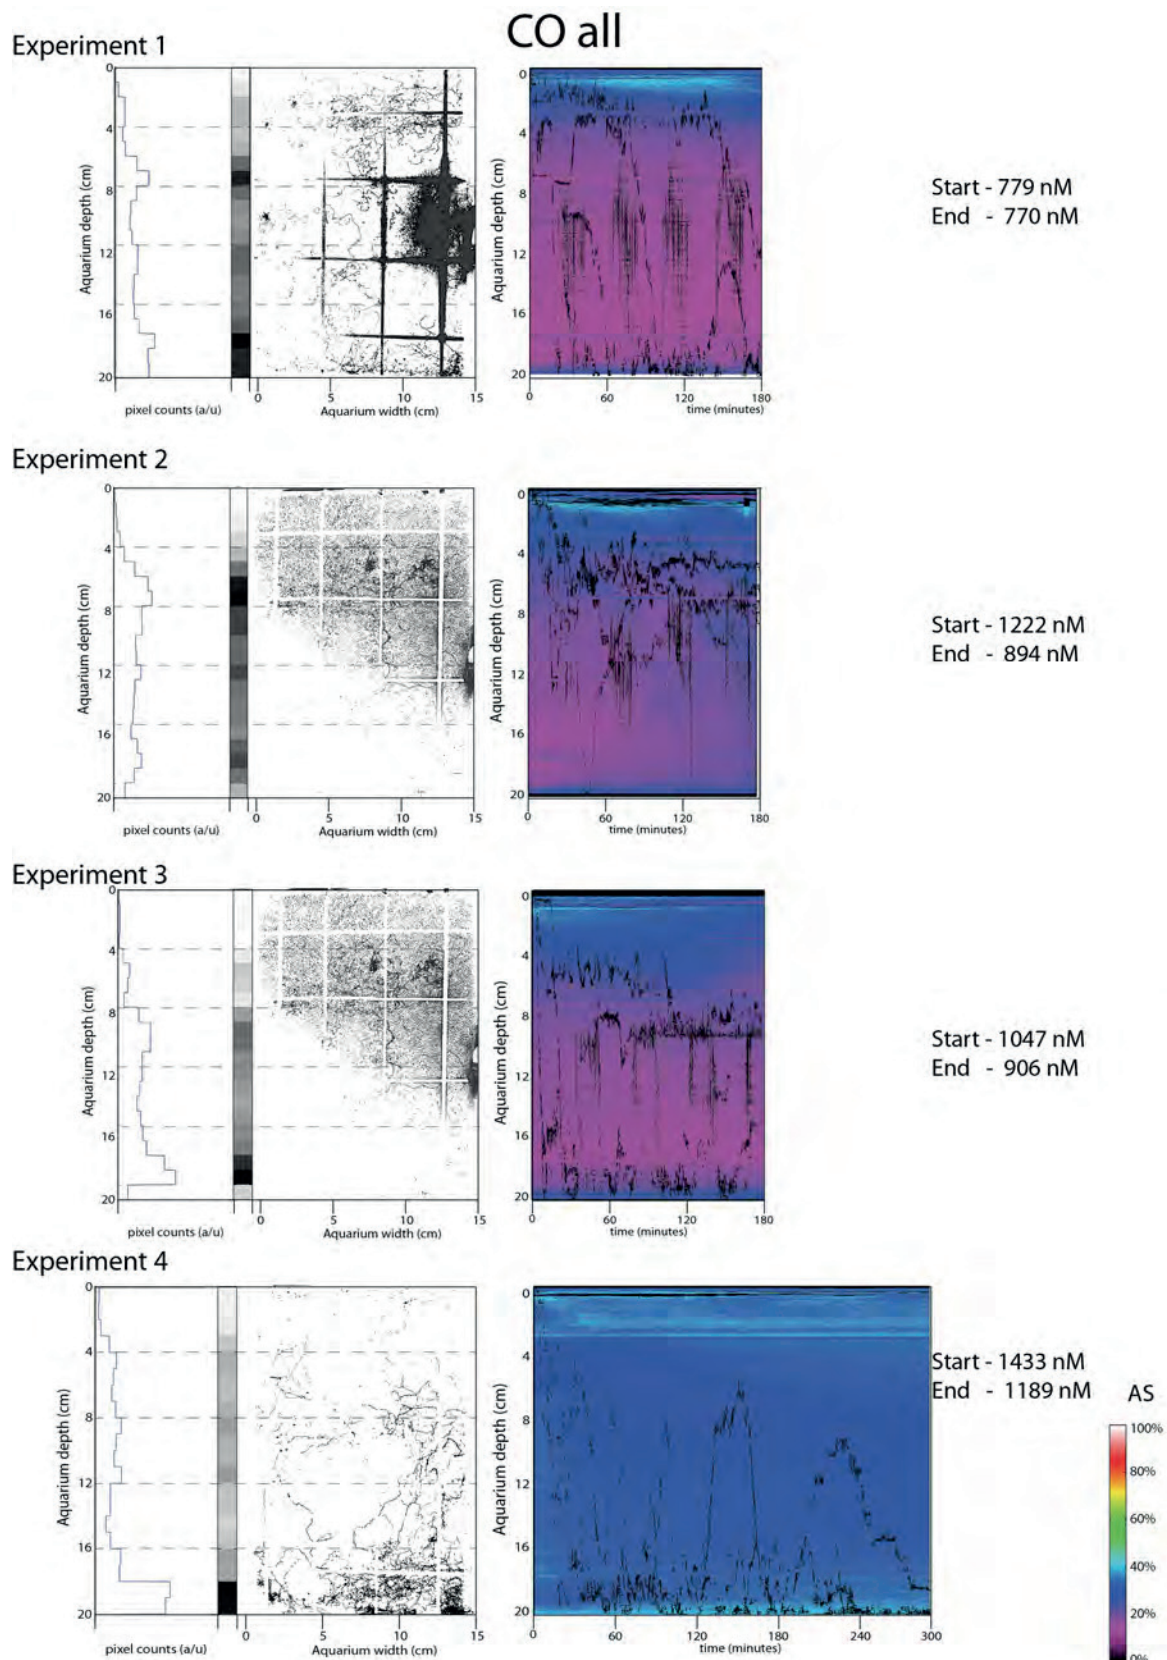 CO all
Experiment 1
0
4
8
12
16
20
Aquarium depth (cm)
pixel counts (a/u)
0 5 10 15
Aquarium width (cm)
0
4
8
12
16
20
Aquarium depth (cm)
0 60 120 180
time (minutes)
Start - 779 nM
End - 770 nM
Experiment 2
0
4
8
12
16
20
Aquarium depth (cm)
pixel counts (a/u)
0 5 10 15
Aquarium width (cm)
0
4
8
12
16
20
Aquarium depth (cm)
0 60 120 180
time (minutes)
Start - 1222 nM
End - 894 nM
Experiment 3
0
4
8
12
16
20
Aquarium depth (cm)
pixel counts (a/u)
0 5 10 15
Aquarium width (cm)
0
4
8
12
16
20
Aquarium depth (cm)
0 60 120 180
time (minutes)
Start - 1047 nM
End - 906 nM
Experiment 4
0
4
8
12
16
20
Aquarium depth (cm)
pixel counts (a/u)
0 5 10 15
Aquarium width (cm)
0
4
8
12
16
20
Aquarium depth (cm)
0 60 120 180 240 300
time (minutes)
Start - 1433 nM
End - 1189 nM
AS
100%
80%
60%
40%
20%
0%